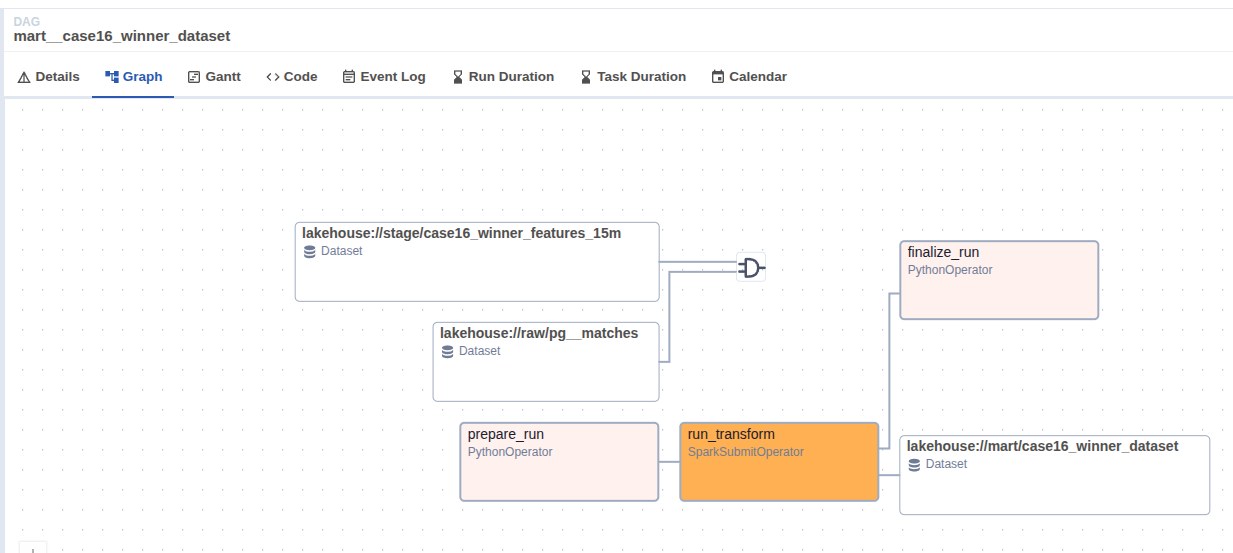 DAG
mart__case16_winner_dataset
Details Graph Gantt Code Event Log Run Duration Task Duration Calendar
lakehouse://stage/case16_winner_features_15m
Dataset
finalize_run
PythonOperator
lakehouse://raw/pg__matches
Dataset
prepare_run
PythonOperator
run_transform
SparkSubmitOperator
lakehouse://mart/case16_winner_dataset
Dataset